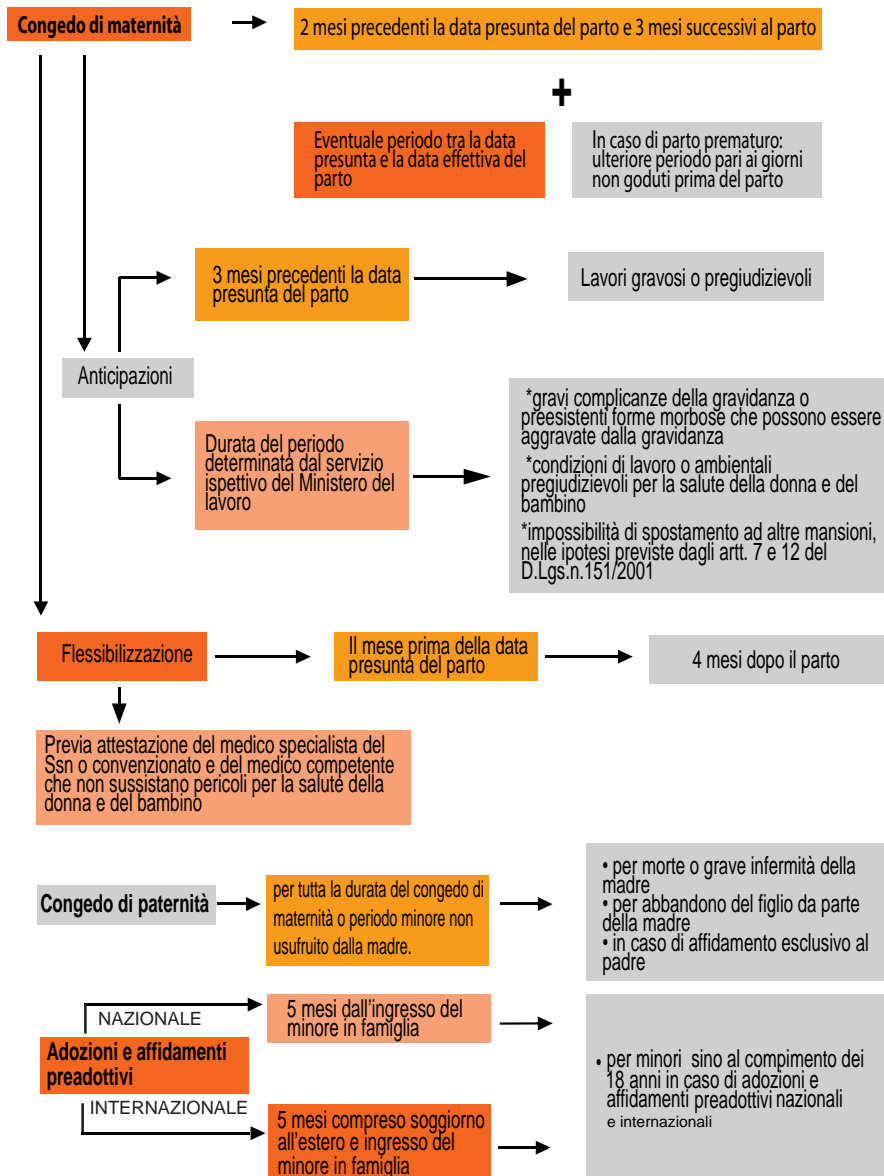 Congedo di maternità
2 mesi precedenti la data presunta del parto e 3 mesi successivi al parto
+
Eventuale periodo tra la data
presunta e la data effettiva del
parto
In caso di parto prematuro:
ulteriore periodo pari ai giorni
non goduti prima del parto
3 mesi precedenti la data
presunta del parto
Lavori gravosi o pregiudizievoli
Anticipazioni
Durata del periodo
determinata dal servizio
ispettivo del Ministero del
lavoro
*gravi complicanze della gravidanza o
preesistenti forme morbose che possono essere
aggravate dalla gravidanza
*condizioni di lavoro o ambientali
pregiudizievoli per la salute della donna e del
bambino
*impossibilità di spostamento ad altre mansioni,
nelle ipotesi previste dagli artt. 7 e 12 del
D.Lgs.n.151/2001
Flessibilizzazione
Il mese prima della data
presunta del parto
4 mesi dopo il parto
Previa attestazione del medico specialista del
Ssn o convenzionato e del medico competente
che non sussistano pericoli per la salute della
donna e del bambino
Congedo di paternità
per tutta la durata del congedo di
maternità o periodo minore non
usufruito dalla madre.
• per morte o grave infermità della
madre
• per abbandono del figlio da parte
della madre
• in caso di affidamento esclusivo al
padre
NAZIONALE
5 mesi dall'ingresso del
minore in famiglia
Adozioni e affidamenti
preadottivi
INTERNAZIONALE
5 mesi compreso soggiorno
all'estero e ingresso del
minore in famiglia
• per minori sino al compimento dei
18 anni in caso di adozioni e
affidamenti preadottivi nazionali
e internazionali